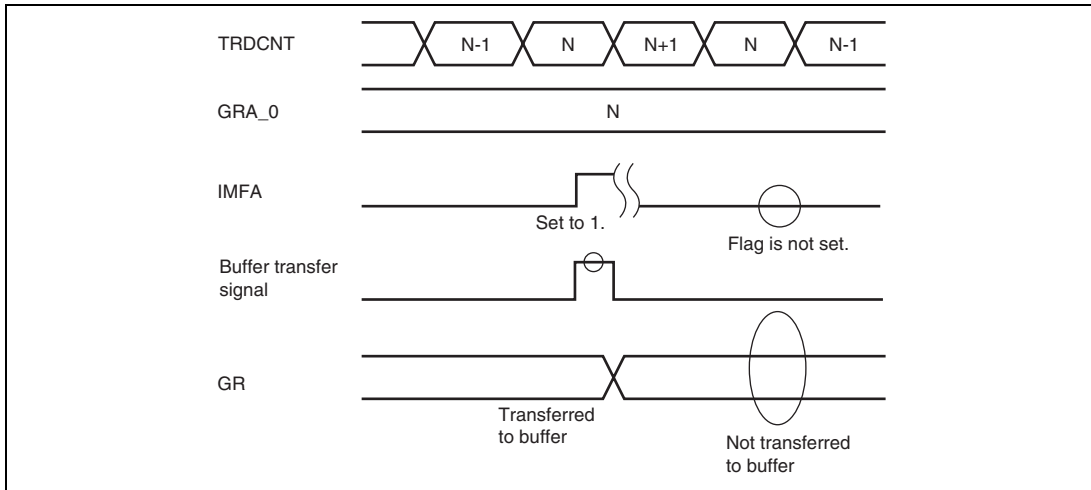 TRDCNT
N-1
N
N+1
N
N-1
GRA_0
N
IMFA
Set to 1.
Flag is not set.
Buffer transfer
signal
GR
Transferred
to buffer
Not transferred
to buffer